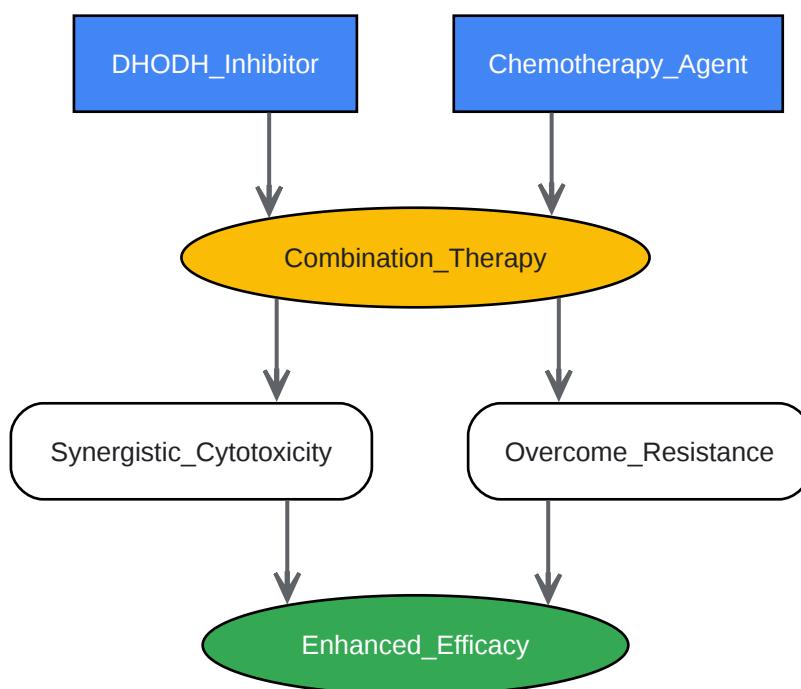 DHODH_Inhibitor
Chemotherapy_Agent
Combination_Therapy
Synergistic_Cytotoxicity
Overcome_Resistance
Enhanced_Efficacy